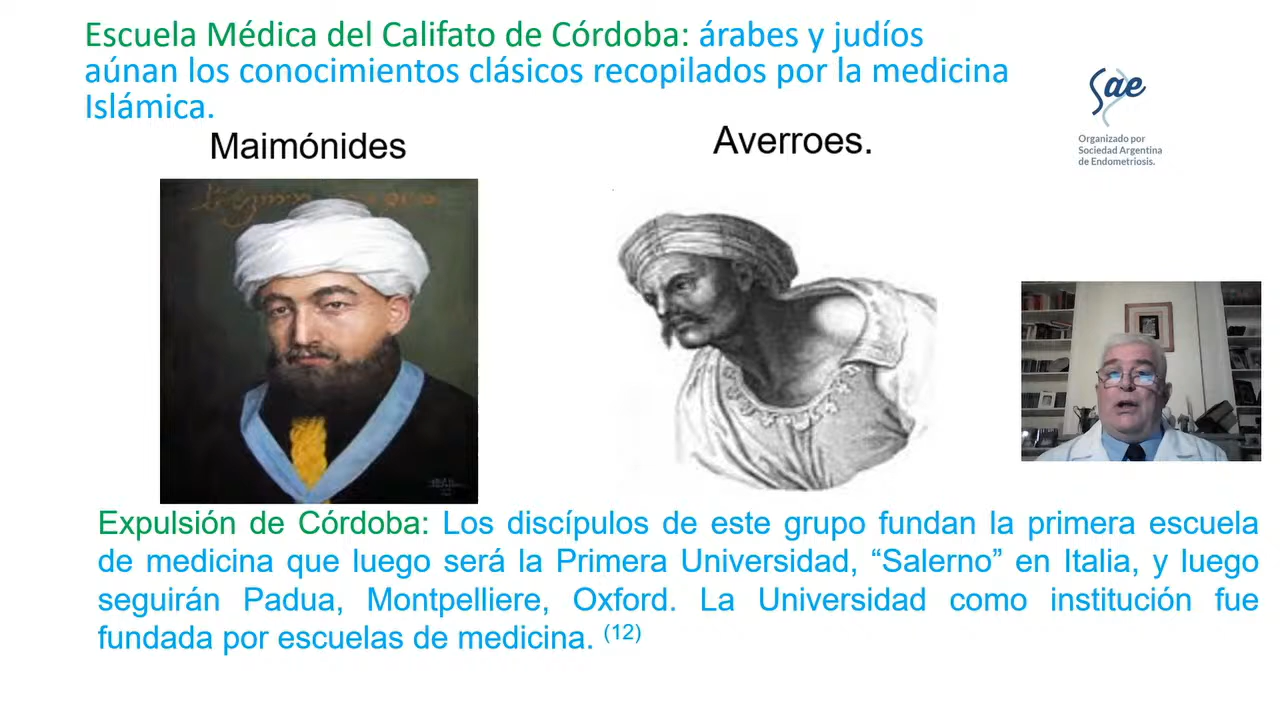 Escuela Médica del Califato de Córdoba: árabes y judíos
aúnan los conocimientos clásicos recopilados por la medicina
Islámica.
Maimónides
Averroes.
Sae
Organizado por
Sociedad Argentina
de Endometriosis.
Expulsión de Córdoba: Los discípulos de este grupo fundan la primera escuela
de medicina que luego será la Primera Universidad, “Salerno” en Italia, y luego
seguirán Padua, Montpelliere, Oxford. La Universidad como institución fue
fundada por escuelas de medicina. (12)